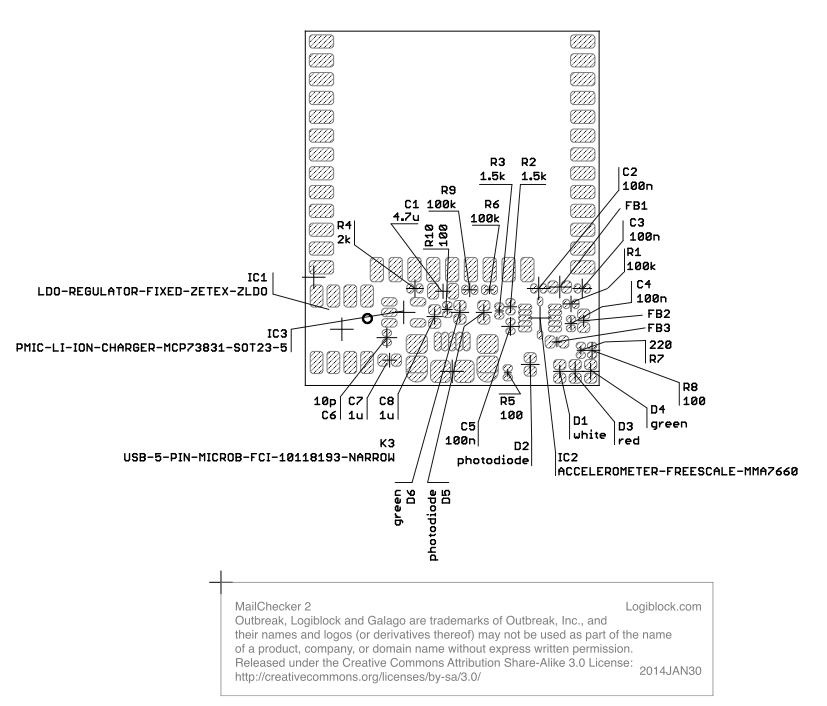 R3
1.5k
R2
1.5k
C2
100n
R9
100k
C1
4.7u
R6
100k
FB1
R4
2k
R10
100
C3
100n
R1
100k
IC1
LDO-REGULATOR-FIXED-ZETEX-ZLDO
C4
100n
FB2
FB3
IC3
PMIC-LI-ION-CHARGER-MCP73831-SOT23-5
220
R7
R8
100
10p
C6
C7
1u
C8
1u
R5
100
D4
green
D1
white
D3
red
C5
100n
K3
USB-5-PIN-MICROB-FCI-10118193-NARROW
D2
photodiode
IC2
ACCELEROMETER-FREESCALE-MMA7660
green
D6
photodiode
D5
MailChecker 2
Logiblock.com
Outbreak, Logiblock and Galago are trademarks of Outbreak, Inc., and
their names and logos (or derivatives thereof) may not be used as part of the name
of a product, company, or domain name without express written permission.
Released under the Creative Commons Attribution Share-Alike 3.0 License:
http://creativecommons.org/licenses/by-sa/3.0/
2014JAN30